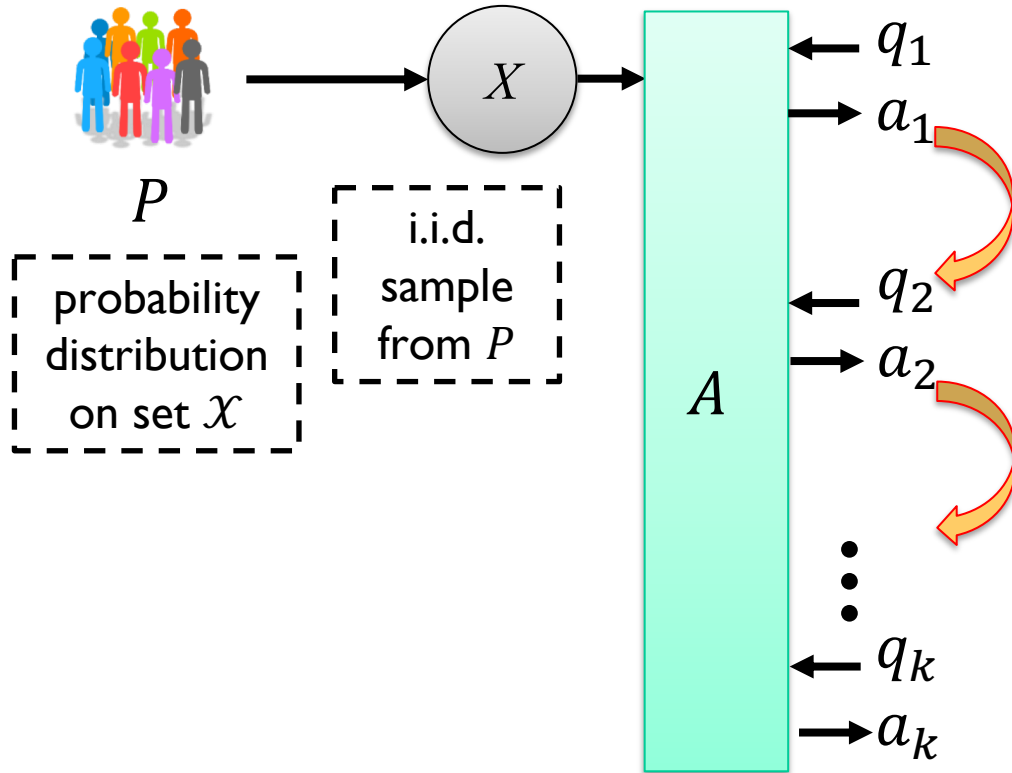 P
probability
distribution
on set 𝒳
X
i.i.d.
sample
from P
A
q₁
a₁
q₂
a₂
qₖ
aₖ